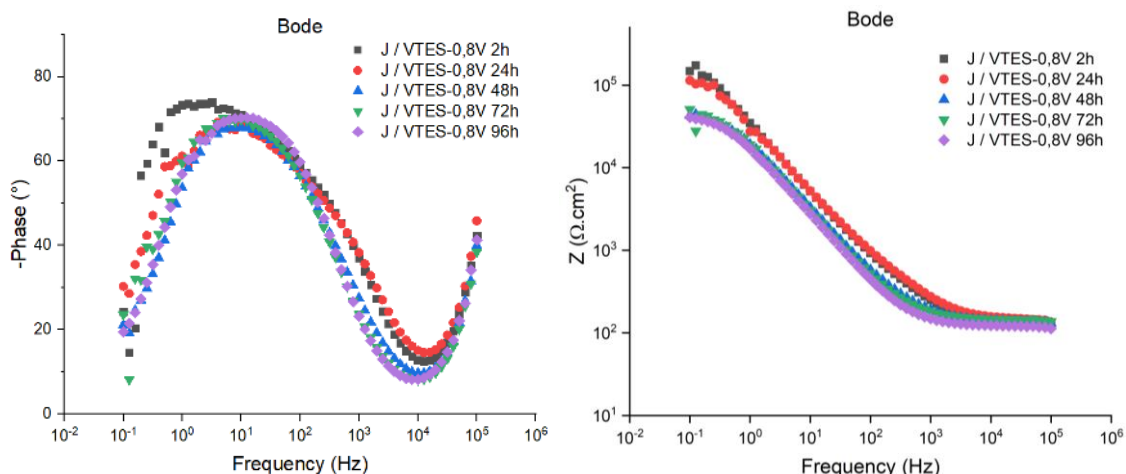 Bode
J / VTES-0,8V 2h
J / VTES-0,8V 24h
J / VTES-0,8V 48h
J / VTES-0,8V 72h
J / VTES-0,8V 96h
80
60
40
20
0
-Phase (°)
10-2
10-1
100
101
102
103
104
105
106
Frequency (Hz)
Bode
J / VTES-0,8V 2h
J / VTES-0,8V 24h
J / VTES-0,8V 48h
J / VTES-0,8V 72h
J / VTES-0,8V 96h
105
104
103
102
101
Z (Ω.cm2)
10-2
10-1
100
101
102
103
104
105
106
Frequency (Hz)